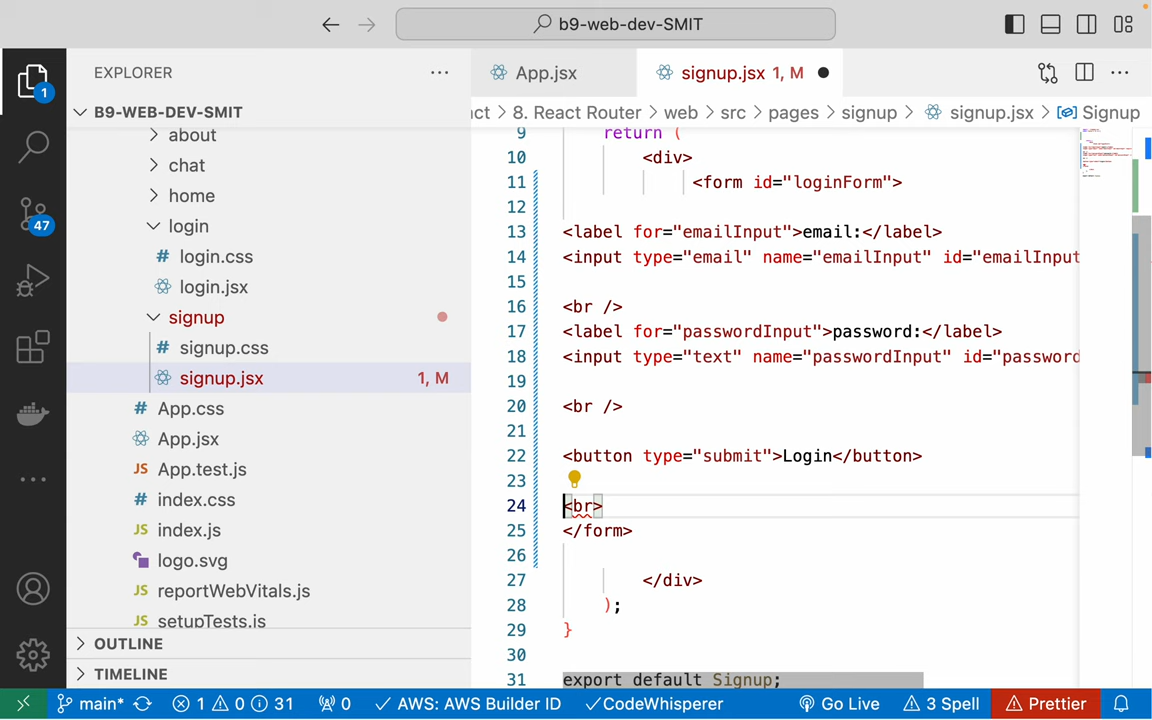 b9-web-dev-SMIT
EXPLORER
App.jsx
signup.jsx 1, M
1
B9-WEB-DEV-SMIT
ct > 8. React Router > web > src > pages > signup > signup.jsx > Signup
about
chat
home
login
# login.css
login.jsx
signup
# signup.css
signup.jsx 1, M
# App.css
App.jsx
JS App.test.js
# index.css
JS index.js
logo.svg
JS reportWebVitals.js
JS setupTests.js
OUTLINE
TIMELINE
47
9 return (
10 <div>
11 <form id="loginForm">
12
13 <label for="emailInput">email:</label>
14 <input type="email" name="emailInput" id="emailInput
15
16 <br />
17 <label for="passwordInput">password:</label>
18 <input type="text" name="passwordInput" id="password
19
20 <br />
21
22 <button type="submit">Login</button>
23
24 <br>
25 </form>
26
27 </div>
28 );
29 }
30
31 export default Signup;
main* 1 0 31 0 AWS: AWS Builder ID CodeWhisperer Go Live 3 Spell Prettier